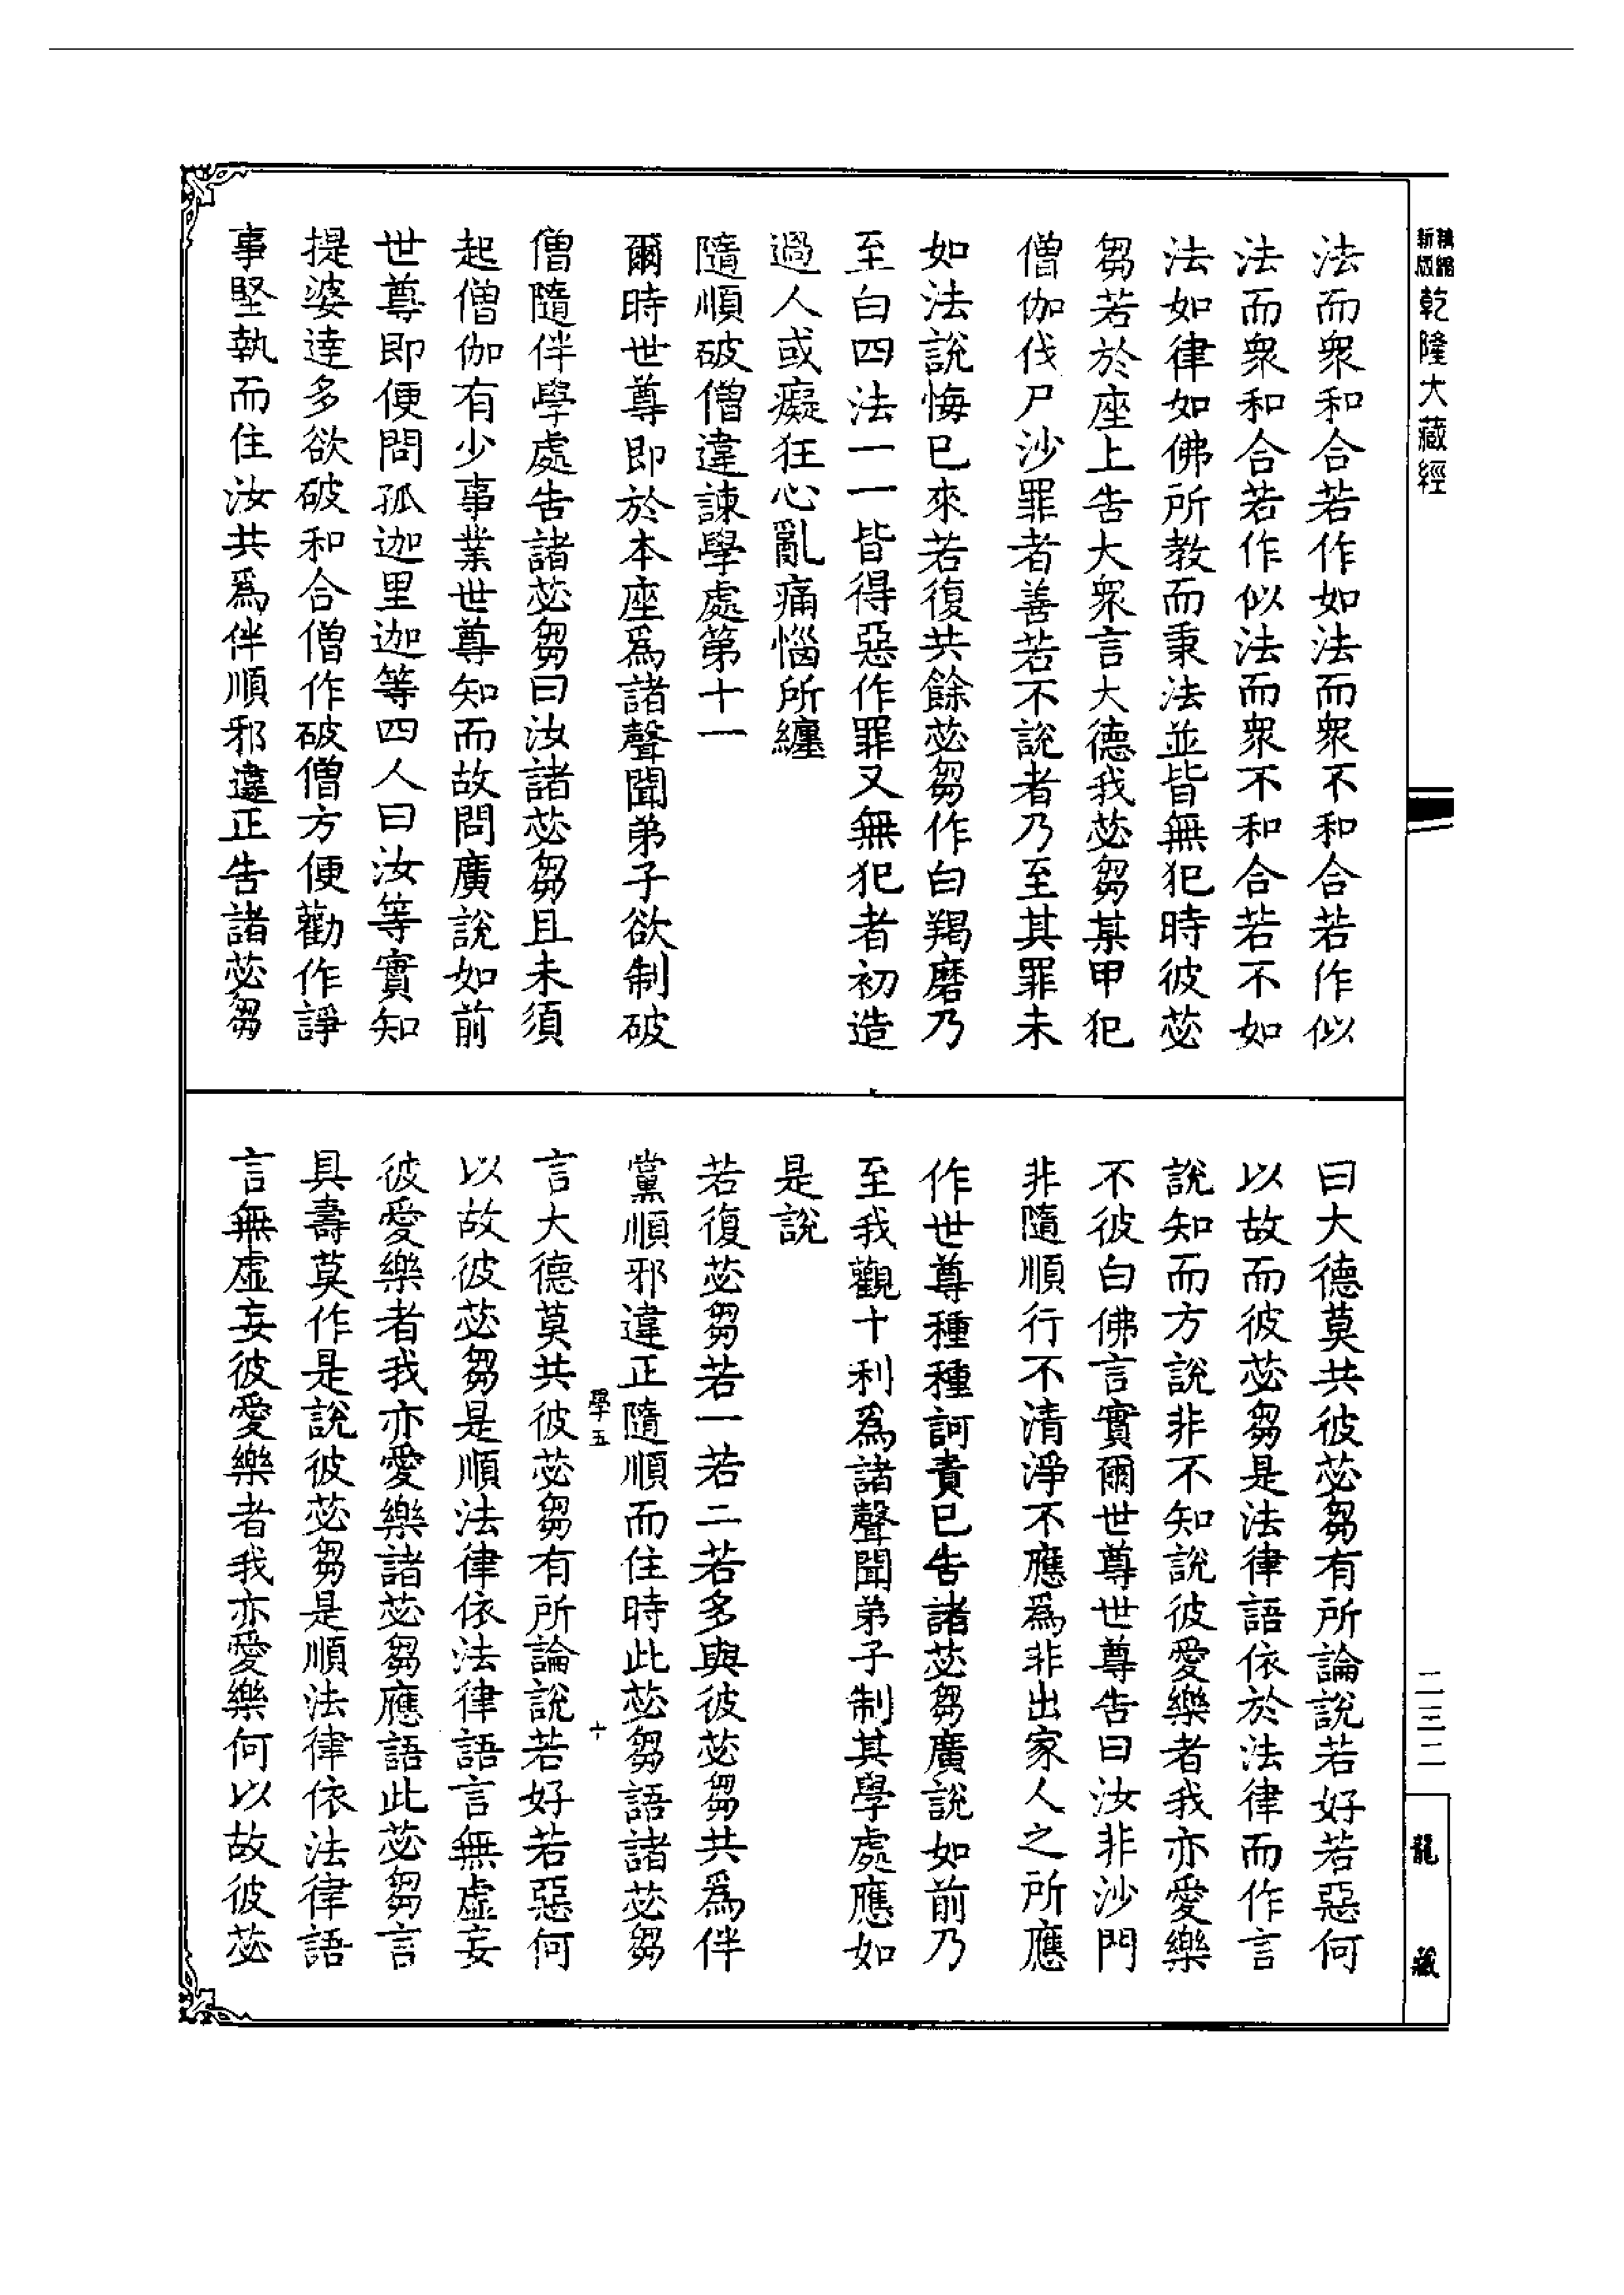 精縮
新版
乾隆大藏經
法而衆和合若作如法而衆不和合若作似
法而衆和合若作似法而衆不和合若不如
法如律如佛所教而秉法並皆無犯時彼苾
芻若於座上告大衆言大德我苾芻某甲犯
僧伽伐尸沙罪者善若不說者乃至其罪未
如法說悔已來若復共餘苾芻作白羯磨乃
至白四法一一皆得惡作罪又無犯者初造
過人或癡狂心亂痛惱所纏
隨順破僧違諫學處第十一
爾時世尊即於本座爲諸聲聞弟子欲制破
僧隨伴學處告諸苾芻曰汝諸苾芻且未須
起僧伽有少事業世尊知而故問廣說如前
世尊即便問孤迦里迦等四人曰汝等實知
提婆達多欲破和合僧作破僧方便勸作諍
事堅執而住汝共爲伴順邪違正告諸苾芻
曰大德莫共彼苾芻有所論說若好若惡何
以故而彼苾芻是法律語依於法律而作言
說知而方說非不知說彼愛樂者我亦愛樂
不彼白佛言實爾世尊世尊告曰汝非沙門
非隨順行不清淨不應爲非出家人之所應
作世尊種種訶責已告諸苾芻廣說如前乃
至我觀十利爲諸聲聞弟子制其學處應如
是說
若復苾芻若一若二若多與彼苾芻共爲伴
黨順邪違正隨順而住時此苾芻語諸苾芻
學五 十
言大德莫共彼苾芻有所論說若好若惡何
以故彼苾芻是順法律依法律語言無虛妄
彼愛樂者我亦愛樂諸苾芻應語此苾芻言
具壽莫作是說彼苾芻是順法律依法律語
言無虛妄彼愛樂者我亦愛樂何以故彼苾
二三二
龍藏